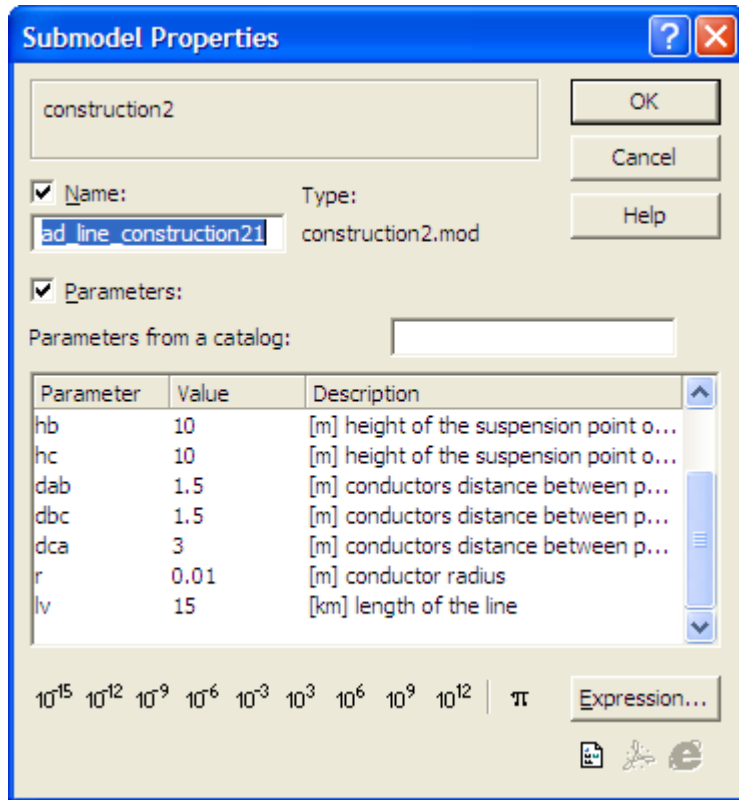 Submodel Properties
construction2
OK
Cancel
Help
Name:
Type:
ad_line_construction21
construction2.mod
Parameters:
Parameters from a catalog:
Parameter Value Description
hb 10 [m] height of the suspension point o...
hc 10 [m] height of the suspension point o...
dab 1.5 [m] conductors distance between p...
dbc 1.5 [m] conductors distance between p...
dca 3 [m] conductors distance between p...
r 0.01 [m] conductor radius
lv 15 [km] length of the line
10⁻¹⁵ 10⁻¹² 10⁻⁹ 10⁻⁶ 10⁻³ 10³ 10⁶ 10⁹ 10¹² π Expression...